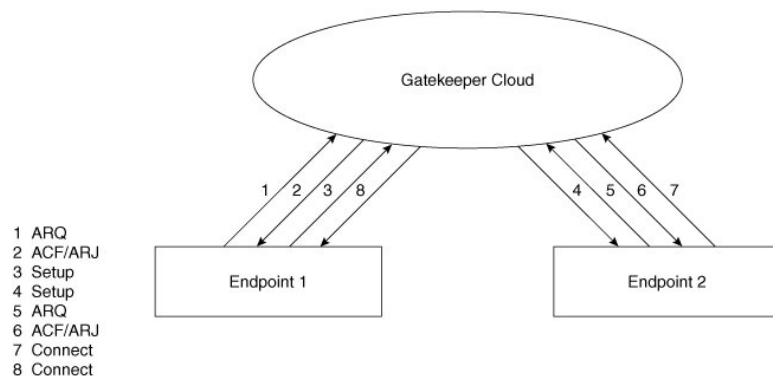 Gatekeeper Cloud
1 2 3 8 4 5 6 7
Endpoint 1 Endpoint 2
1 ARQ
2 ACF/ARJ
3 Setup
4 Setup
5 ARQ
6 ACF/ARJ
7 Connect
8 Connect